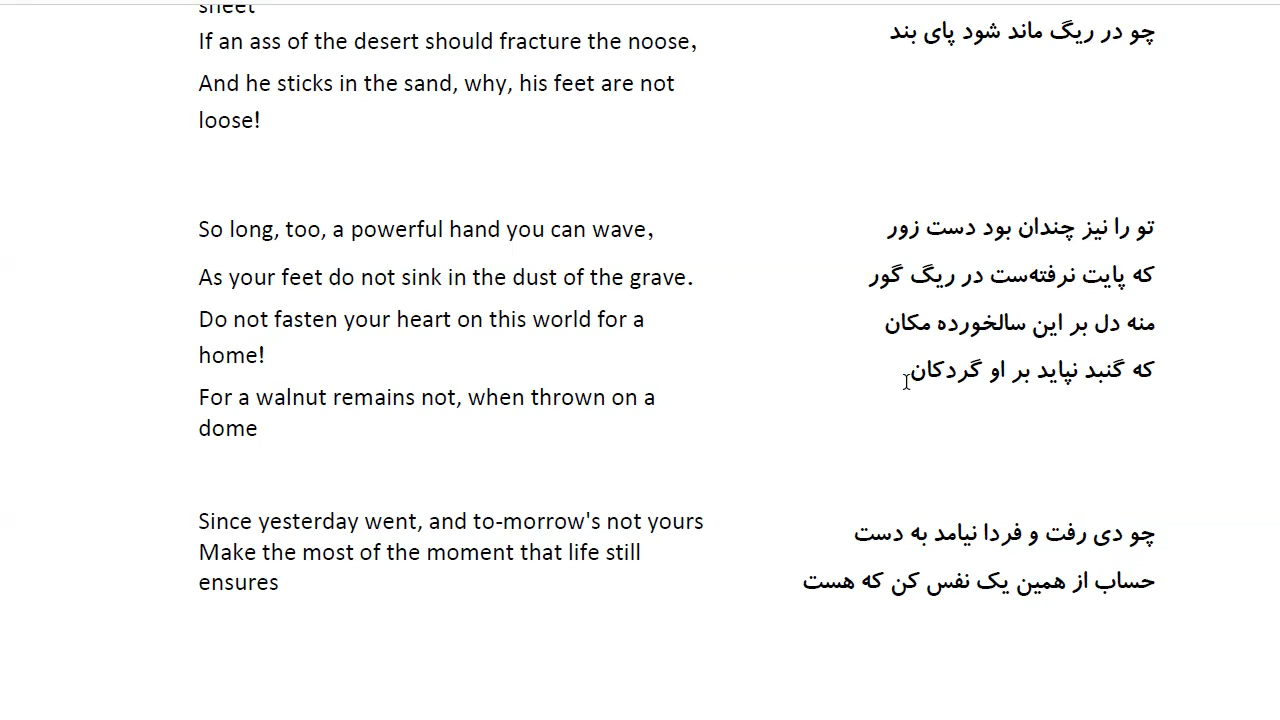 sheet
If an ass of the desert should fracture the noose,
And he sticks in the sand, why, his feet are not
loose!
چو در ریگ ماند شود پای بند
So long, too, a powerful hand you can wave,
As your feet do not sink in the dust of the grave.
Do not fasten your heart on this world for a
home!
For a walnut remains not, when thrown on a
dome
تو را نیز چندان بود دست زور
که پایت نرفته‌ست در ریگ گور
منه دل بر این سالخورده مکان
که گنبد نپاید بر او گردکان
Since yesterday went, and to-morrow's not yours
Make the most of the moment that life still
ensures
چو دی رفت و فردا نیامد به دست
حساب از همین یک نفس کن که هست